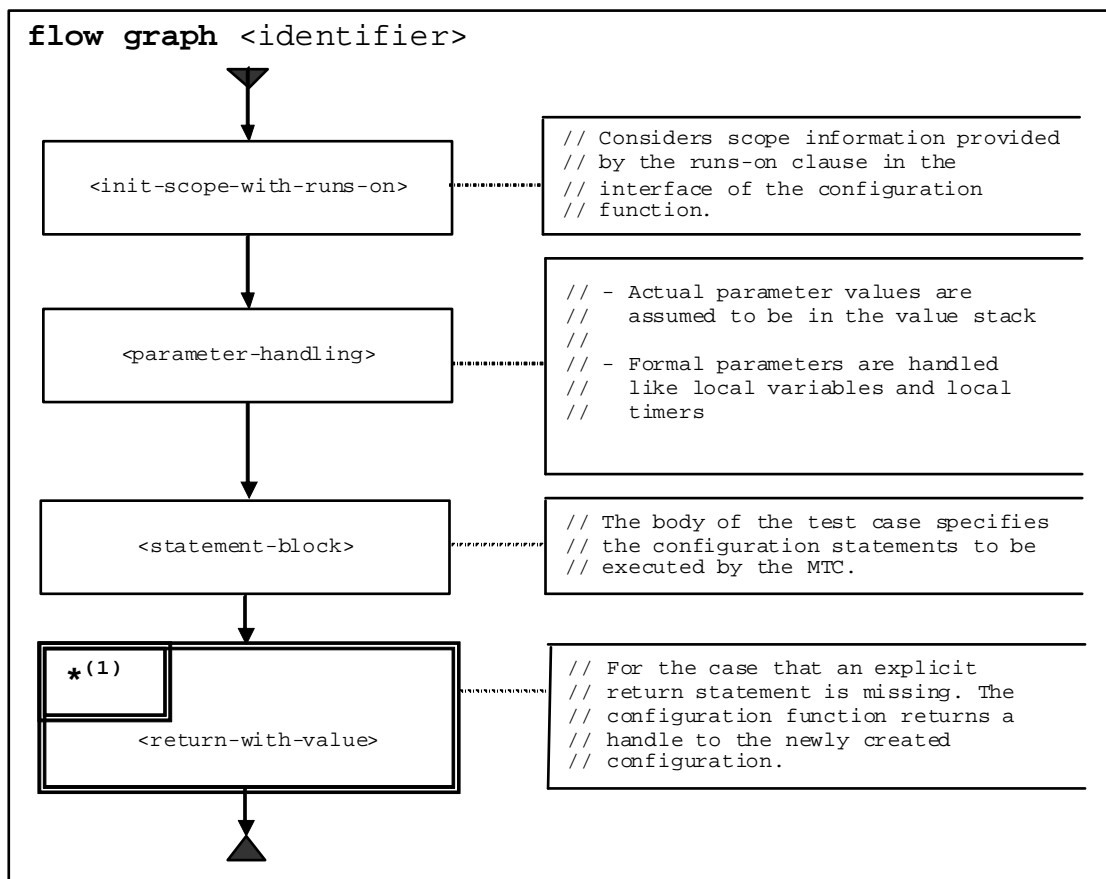 flow graph <identifier>
<init-scope-with-runs-on>
// Considers scope information provided
// by the runs-on clause in the
// interface of the configuration
// function.
<parameter-handling>
// - Actual parameter values are
//   assumed to be in the value stack
//
// - Formal parameters are handled
//   like local variables and local
//   timers
<statement-block>
// The body of the test case specifies
// the configuration statements to be
// executed by the MTC.
*(1)
<return-with-value>
// For the case that an explicit
// return statement is missing. The
// configuration function returns a
// handle to the newly created
// configuration.